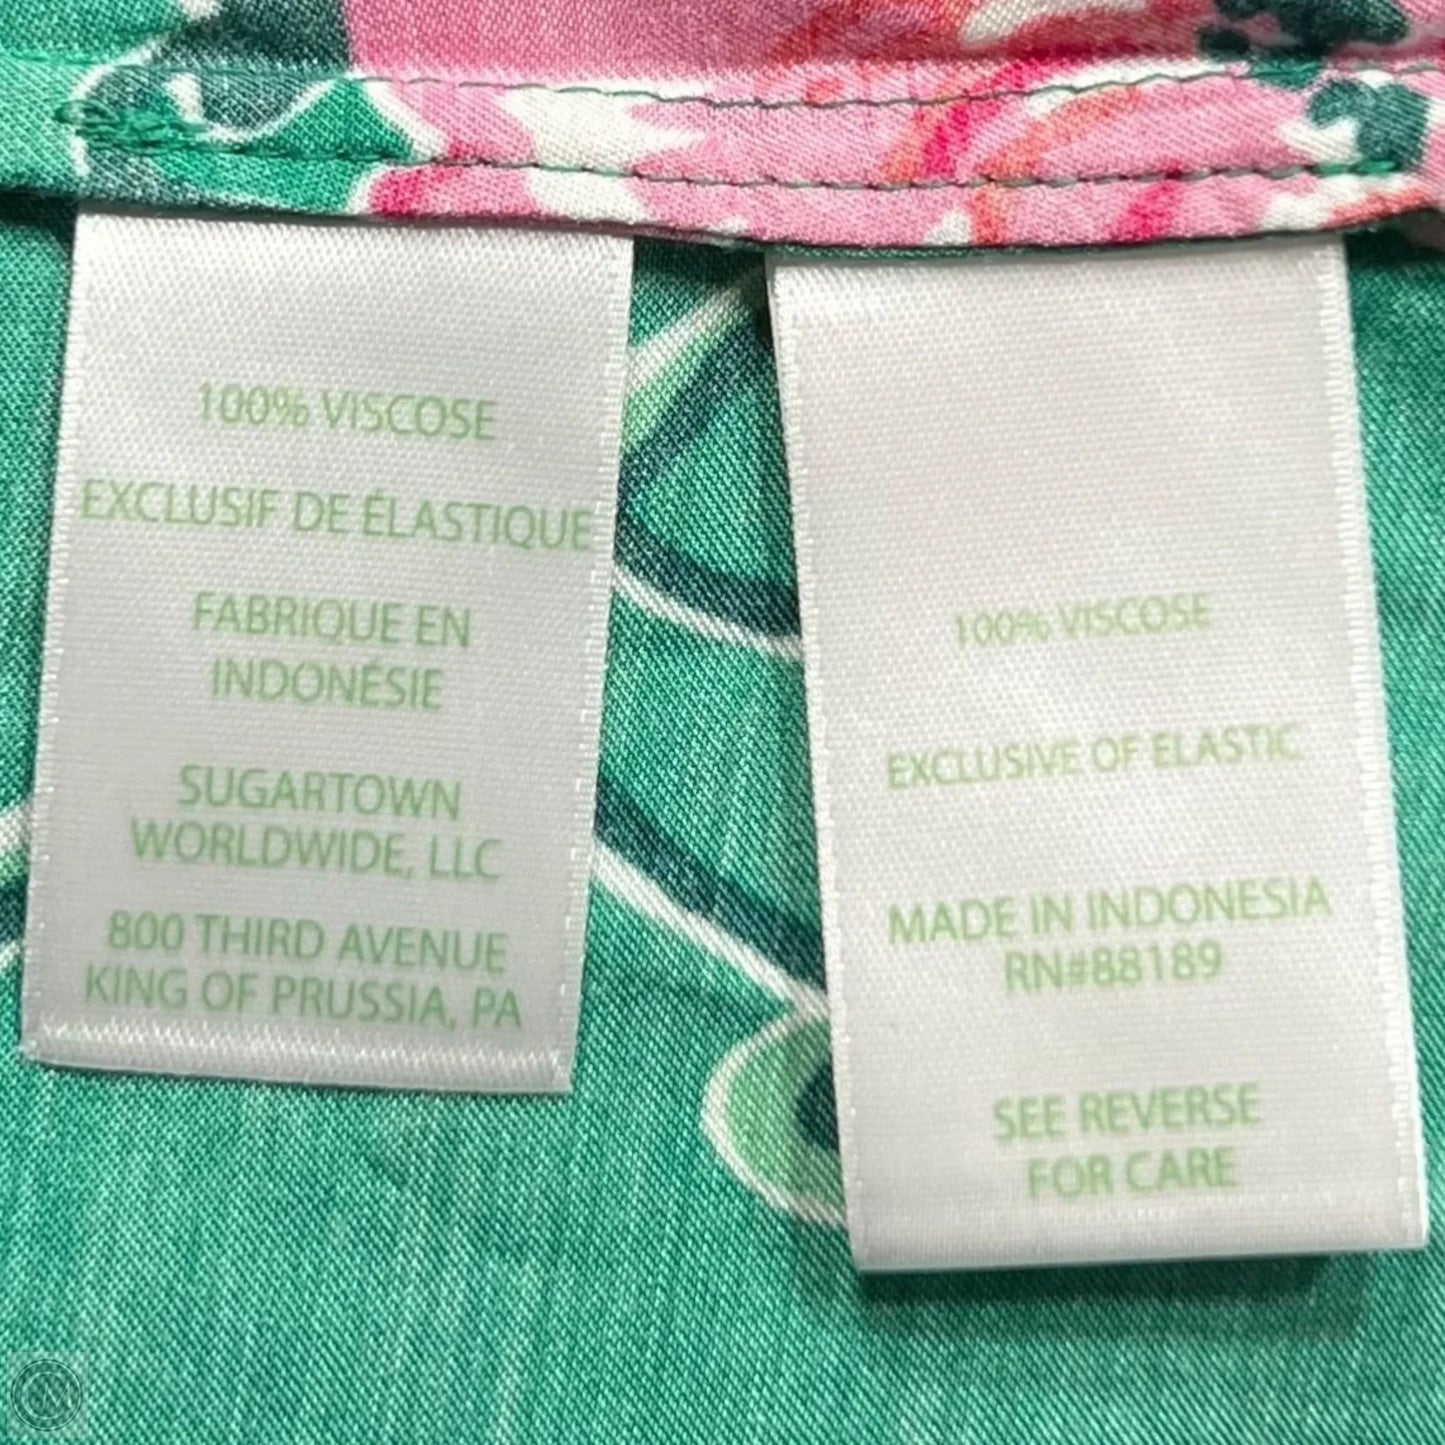 100% VISCOSE
EXCLUSIF DE ÉLASTIQUE
FABRIQUE EN
INDONÉSIE
SUGARTOWN
WORLDWIDE, LLC
800 THIRD AVENUE
KING OF PRUSSIA, PA
100% VISCOSE
EXCLUSIVE OF ELASTIC
MADE IN INDONESIA
RN#88189
SEE REVERSE
FOR CARE